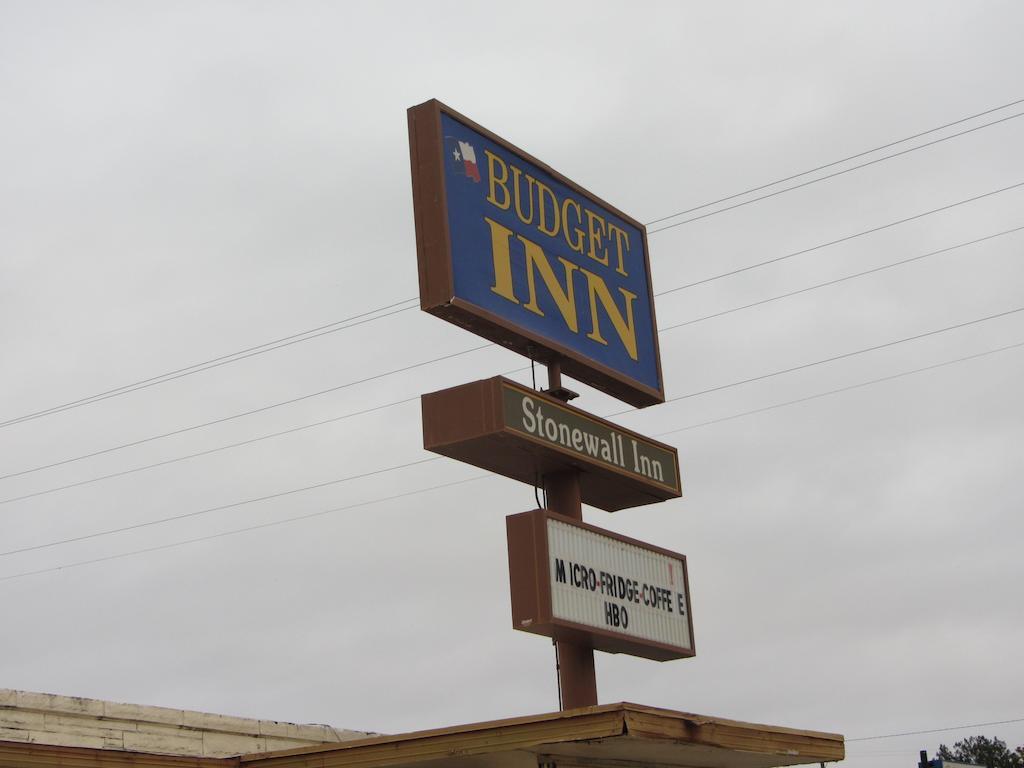 BUDGET
INN
Stonewall Inn
MICRO-FRIDGE-COFFEE
HBO